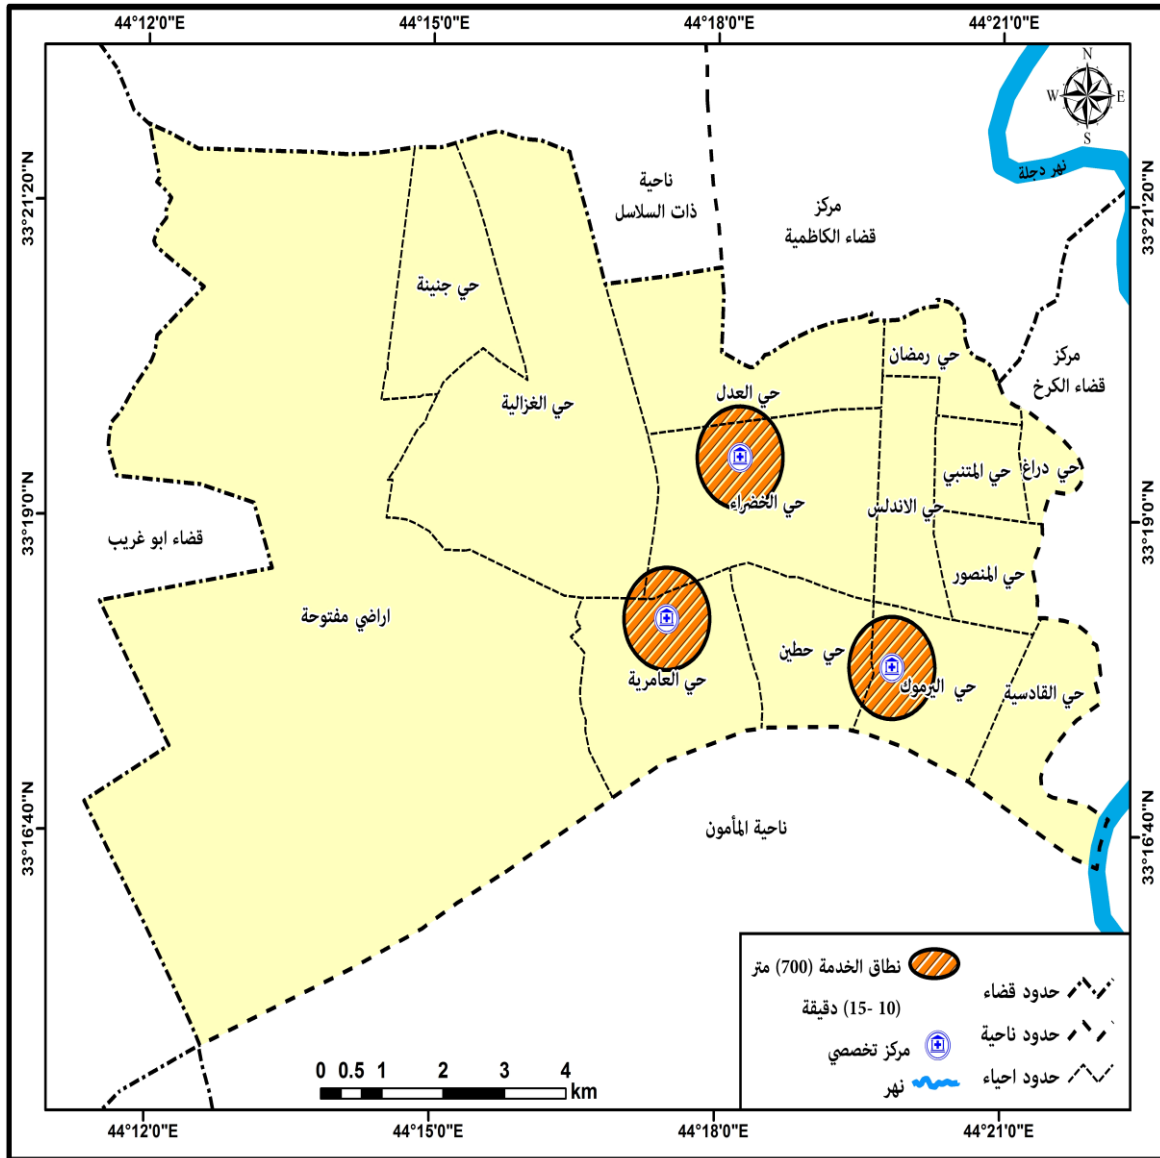 44°12'0"E
44°15'0"E
44°18'0"E
44°21'0"E
N
W
E
S
نهر دجلة
33°21'20"N
33°21'20"N
ناحية
ذات السلاسل
مركز
قضاء الكاظمية
حي جنينة
حي رمضان
مركز
قضاء الكرخ
حي العدل
حي الغزالية
حي دراغ
حي المتنبي
حي الخضراء
حي الاندلس
33°19'0"N
33°19'0"N
قضاء ابو غريب
حي المنصور
اراضي مفتوحة
حي حطين
حي العامرية
حي اليرموك
حي القادسية
33°16'40"N
33°16'40"N
ناحية المأمون
نطاق الخدمة (700) متر
(15- 10) دقيقة
مركز تخصصي
نهر
حدود قضاء
حدود ناحية
حدود احياء
0 0.5 1 2 3 4
km
44°12'0"E
44°15'0"E
44°18'0"E
44°21'0"E